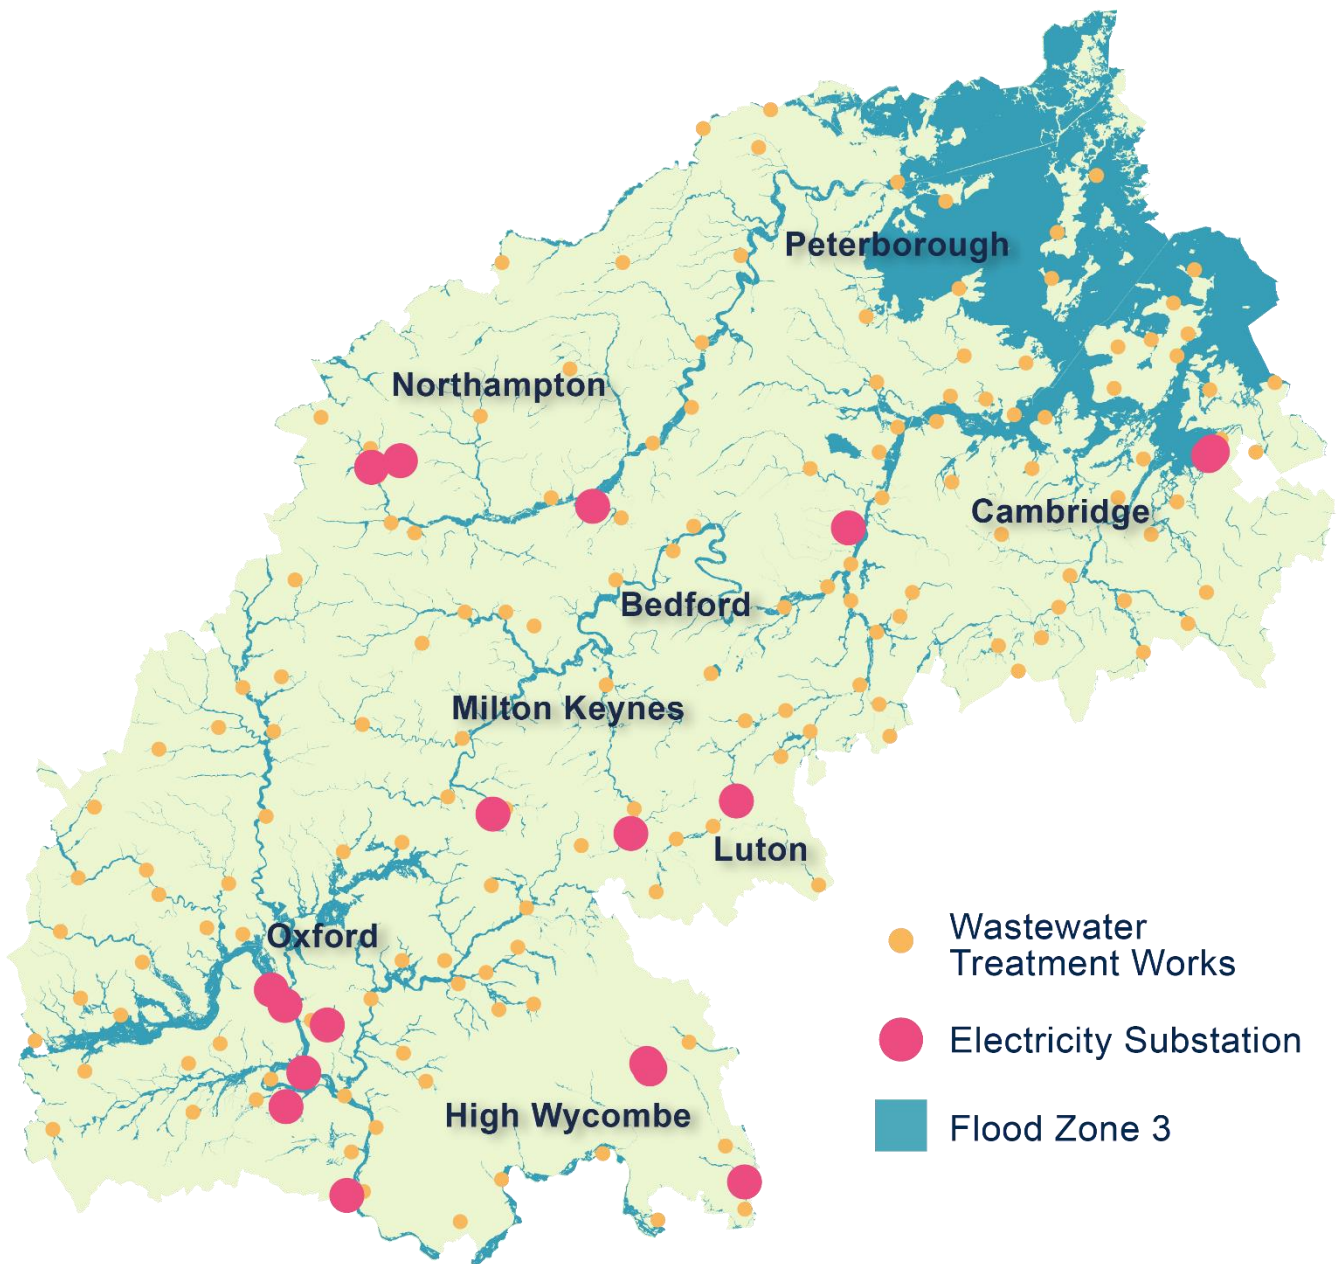 Peterborough
Northampton
Cambridge
Bedford
Milton Keynes
Luton
Oxford
High Wycombe
Wastewater
Treatment Works
Electricity Substation
Flood Zone 3